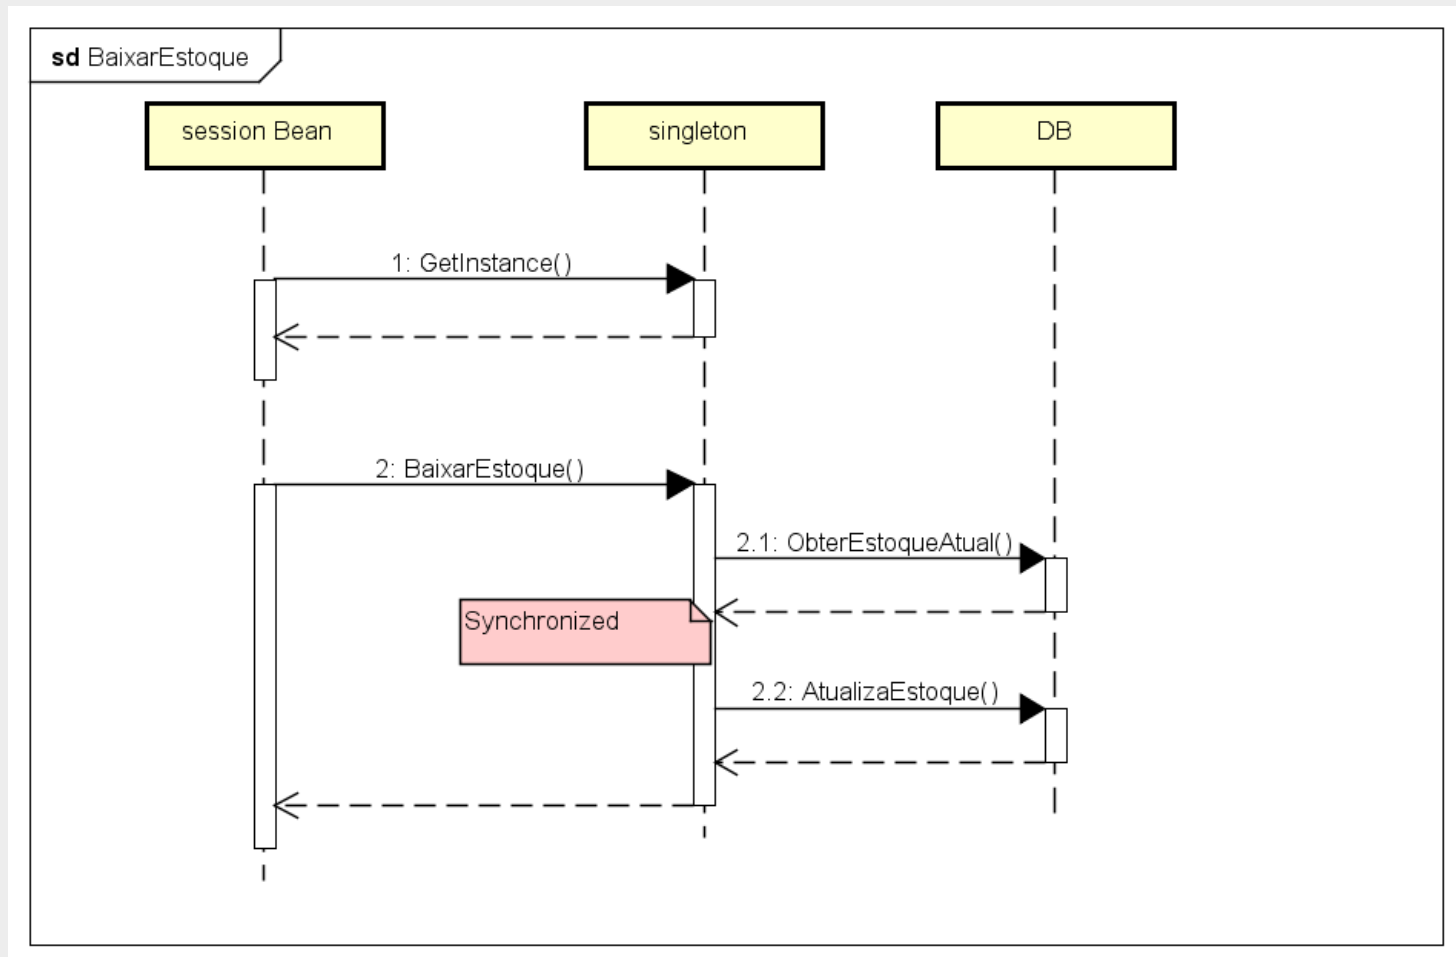 sd BaixarEstoque
session Bean
singleton
DB
1: GetInstance()
2: BaixarEstoque()
2.1: ObterEstoqueAtual()
Synchronized
2.2: AtualizaEstoque()